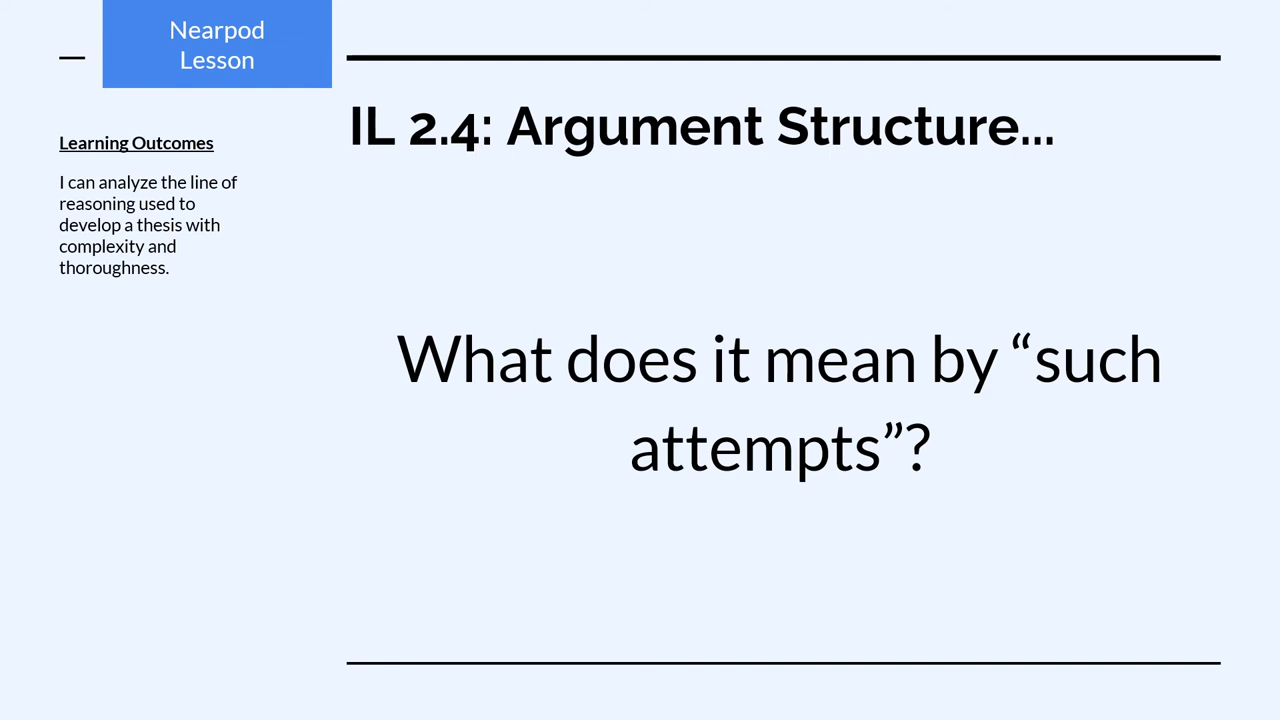 Nearpod
Lesson
IL 2.4: Argument Structure...
Learning Outcomes
I can analyze the line of
reasoning used to
develop a thesis with
complexity and
thoroughness.
What does it mean by “such
attempts”?